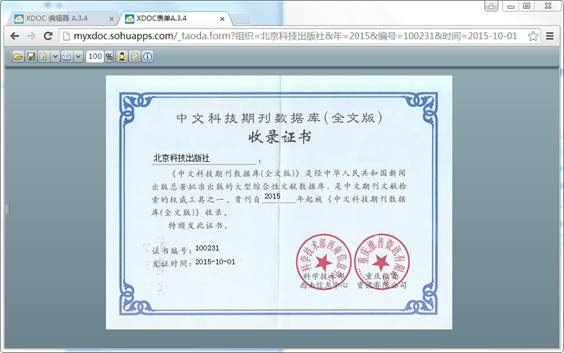 XDOC 编辑器 A.3.4
XDOC表单A.3.4
myxdoc.sohuapps.com/_taoda.form?组织=北京科技出版社&年=2015&编号=100231&时间=2015-10-01
100 %
中文科技期刊数据库(全文版)
收录证书
北京科技出版社 :
《中文科技期刊数据库(全文版)》是经中华人民共和国新闻
出版总署批准出版的大型综合性文献数据库，是中文期刊文献检
索的权威工具之一。贵刊自 2015 年起被《中文科技期刊数据
库(全文版)》收录。
特颁发此证书。
证书编号: 100231
发证时间: 2015-10-01
科学技术部
西南信息中心
重庆维普
资讯有限公司